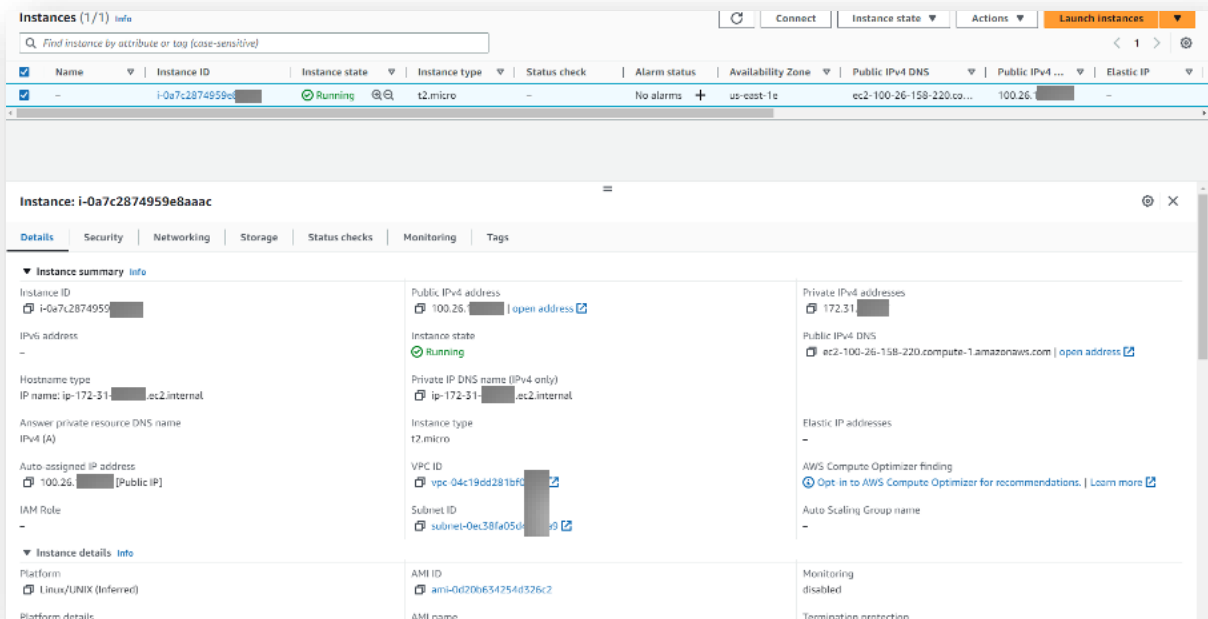 Instances (1/1) Info
Connect Instance state Actions Launch instances
Find instance by attribute or tag (case-sensitive)
1
Name Instance ID Instance state Instance type Status check Alarm status Availability Zone Public IPv4 DNS Public IPv4 ... Elastic IP
– i-0a7c2874959e8 Running t2.micro – No alarms + us-east-1e ec2-100-26-158-220.co... 100.26.1 –
Instance: i-0a7c2874959e8aaac
Details Security Networking Storage Status checks Monitoring Tags
Instance summary Info
Instance ID Public IPv4 address Private IPv4 addresses
i-0a7c2874959 100.26.1 | open address 172.31.
IPv6 address Instance state Public IPv4 DNS
– Running ec2-100-26-158-220.compute-1.amazonaws.com | open address
Hostname type Private IP DNS name (IPv4 only)
IP name: ip-172-31- .ec2.internal ip-172-31- .ec2.internal
Answer private resource DNS name Instance type Elastic IP addresses
IPv4 (A) t2.micro –
Auto-assigned IP address VPC ID AWS Compute Optimizer finding
100.26. [Public IP] vpc-04c19dd281bf0 Opt-in to AWS Compute Optimizer for recommendations. | Learn more
IAM Role Subnet ID Auto Scaling Group name
– subnet-0ec38fa05d 9 –
Instance details Info
Platform AMI ID Monitoring
Linux/UNIX (Inferred) ami-0d20b634254d326c2 disabled
Platform details AMI name Termination protection